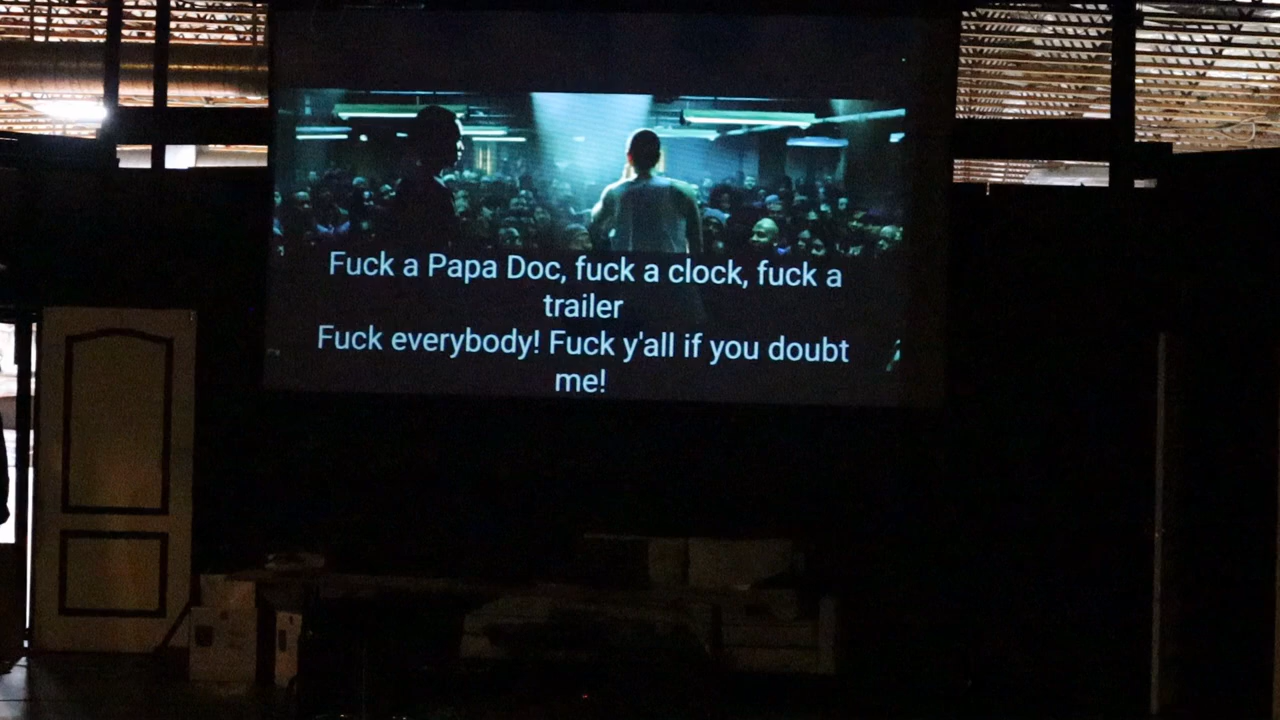 Fuck a Papa Doc, fuck a clock, fuck a
trailer
Fuck everybody! Fuck y'all if you doubt
me!